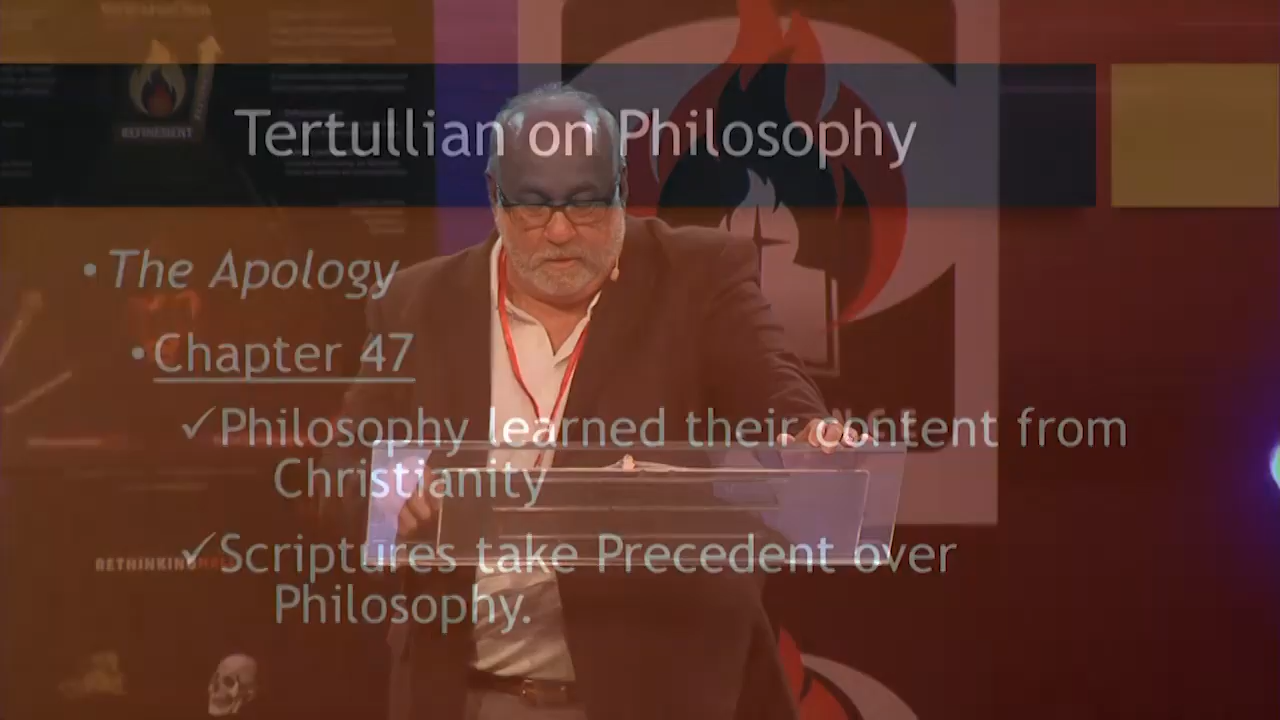 REFINEMENT
Tertullian on Philosophy
• The Apology
• Chapter 47
✓Philosophy learned their content from
Christianity
RETHINKING
✓Scriptures take Precedent over
Philosophy.